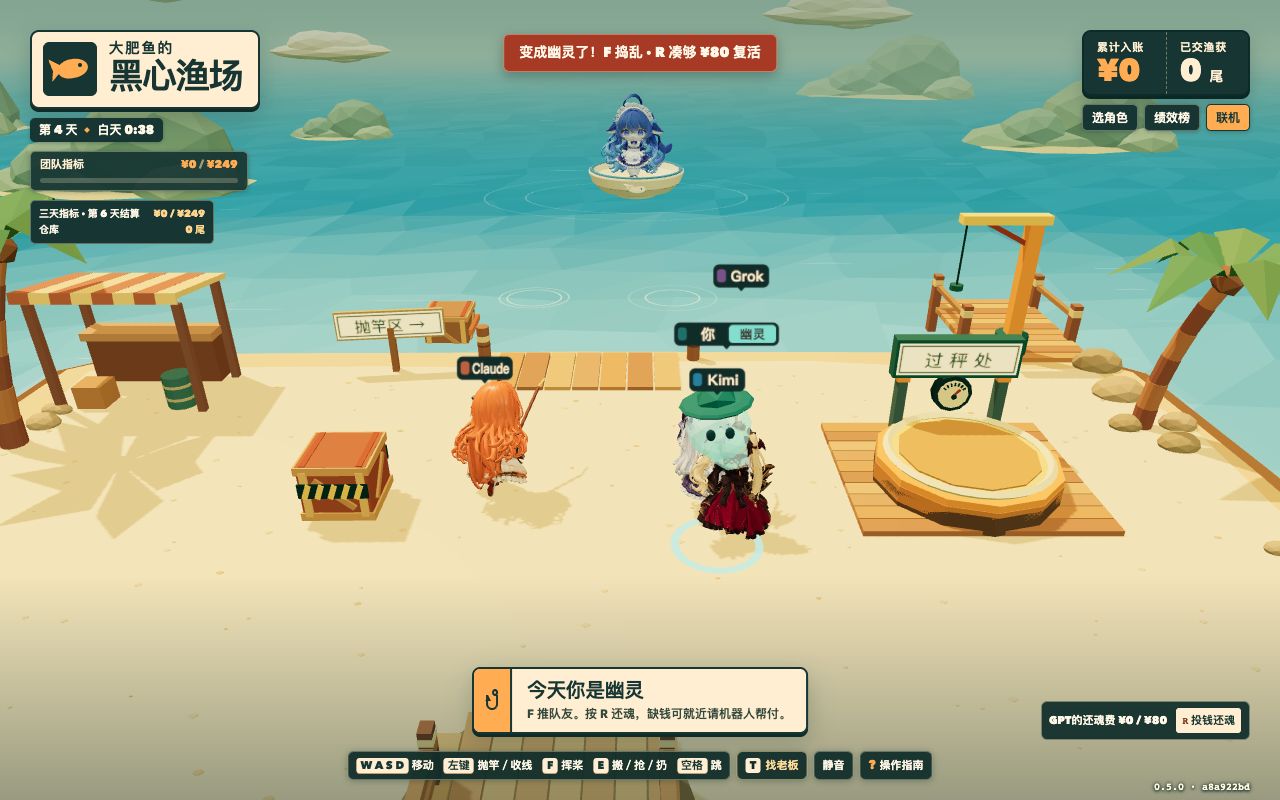 大肥鱼的
黑心渔场
第 4 天 • 白天 0:38
团队指标 ¥0 / ¥249
三天指标 • 第 6 天结算 ¥0 / ¥249
仓库 0 尾
变成幽灵了！F 捣乱 • R 凑够 ¥80 复活
累计入账 已交渔获
¥0 0 尾
选角色 绩效榜 联机
Grok
抛竿区 →
你 幽灵
过秤处
Claude
Kimi
今天你是幽灵
F 推队友。按 R 还魂，缺钱可就近请机器人帮付。
GPT的还魂费 ¥0 / ¥80 R 投钱还魂
W A S D 移动 左键 抛竿 / 收线 F 挥桨 E 搬 / 抢 / 扔 空格 跳 T 找老板 静音 ? 操作指南
0.5.0 · a8a922bd